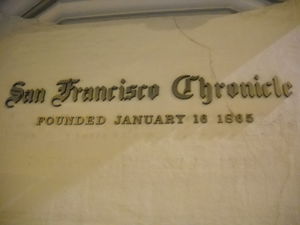 San Francisco Chronicle
FOUNDED JANUARY 16 1865